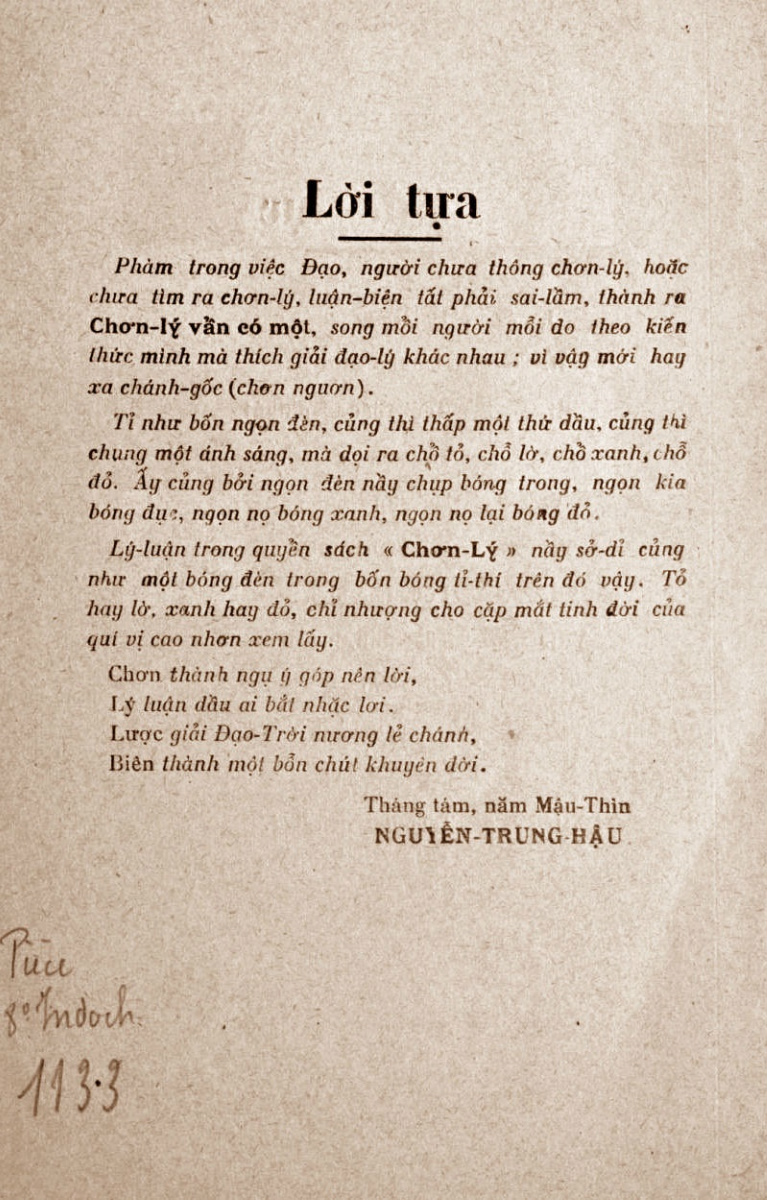 Lời tựa
Phàm trong việc Đạo, người chưa thông chơn-lý, hoặc
chưa tìm ra chơn-lý, luận-biện tất phải sai-lầm, thành ra
Chơn-lý vẫn có một, song mỗi người mỗi do theo kiến
thức mình mà thích giải đạo-lý khác nhau ; vì vậy mới hay
xa chánh-gốc (chơn nguơn).
Tỉ như bốn ngọn đèn, củng thì thắp một thứ dầu, củng thì
chung một ánh sáng, mà dọi ra chỗ tỏ, chỗ lờ, chỗ xanh, chỗ
đỏ. Ấy củng bởi ngọn đèn nầy chụp bóng trong, ngọn kia
bóng đục, ngọn nọ bóng xanh, ngọn nọ lại bóng đỏ.
Lý-luận trong quyển sách « Chơn-Lý » nầy sở-dỉ củng
như một bóng đèn trong bốn bóng tỉ-thí trên đó vậy. Tỏ
hay lờ, xanh hay đỏ, chỉ nhượng cho cặp mắt tinh đời của
quí vị cao nhơn xem lấy.
Chơn thành ngụ ý góp nên lời,
Lý luận dầu ai bắt nhặc lơi.
Lược giải Đạo-Trời nương lẻ chánh,
Biên thành một bổn chút khuyên đời.
Tháng tám, năm Mậu-Thìn
NGUYỄN-TRUNG-HẬU
8º Indoch.
1133